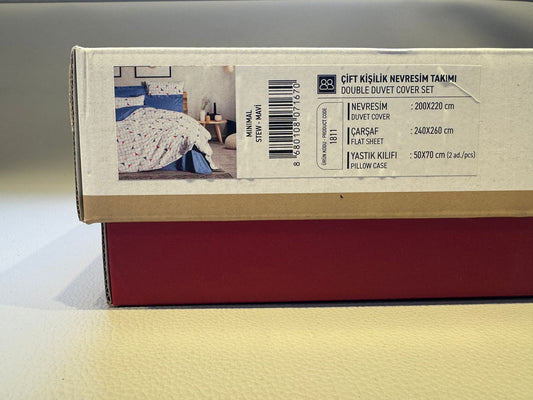 MINIMAL
STEW - MAVİ
8 680108 071670
ÜRÜN KODU - PRODUCT CODE
1811
ÇİFT KİŞİLİK NEVRESİM TAKIMI
DOUBLE DUVET COVER SET
NEVRESİM : 200X220 cm
DUVET COVER
ÇARŞAF : 240X260 cm
FLAT SHEET
YASTIK KILIFI : 50X70 cm (2 ad./pcs)
PILLOW CASE